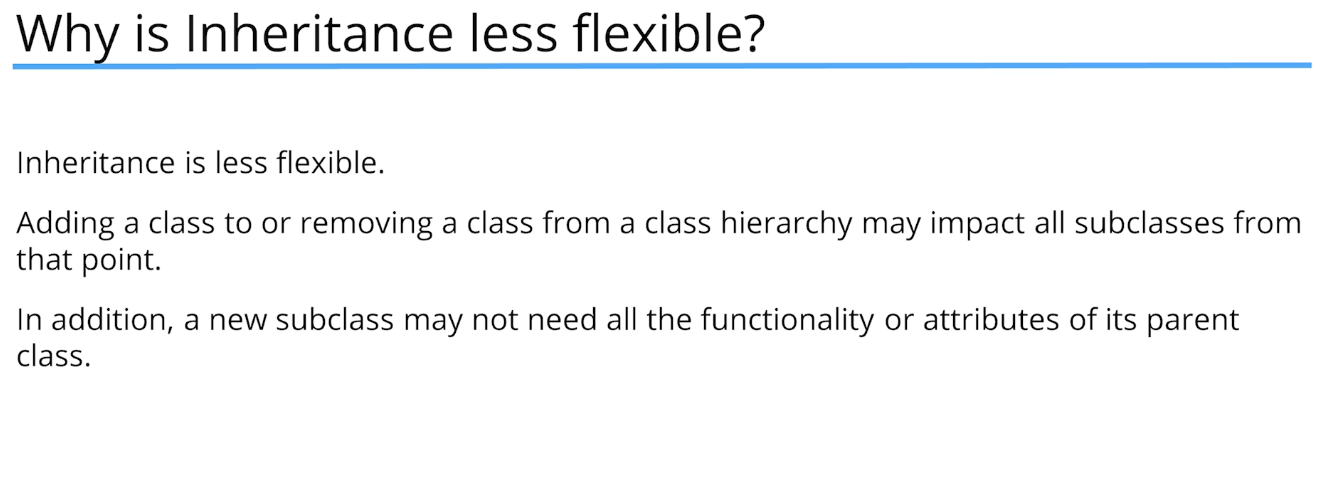 Why is Inheritance less flexible?
Inheritance is less flexible.
Adding a class to or removing a class from a class hierarchy may impact all subclasses from
that point.
In addition, a new subclass may not need all the functionality or attributes of its parent
class.